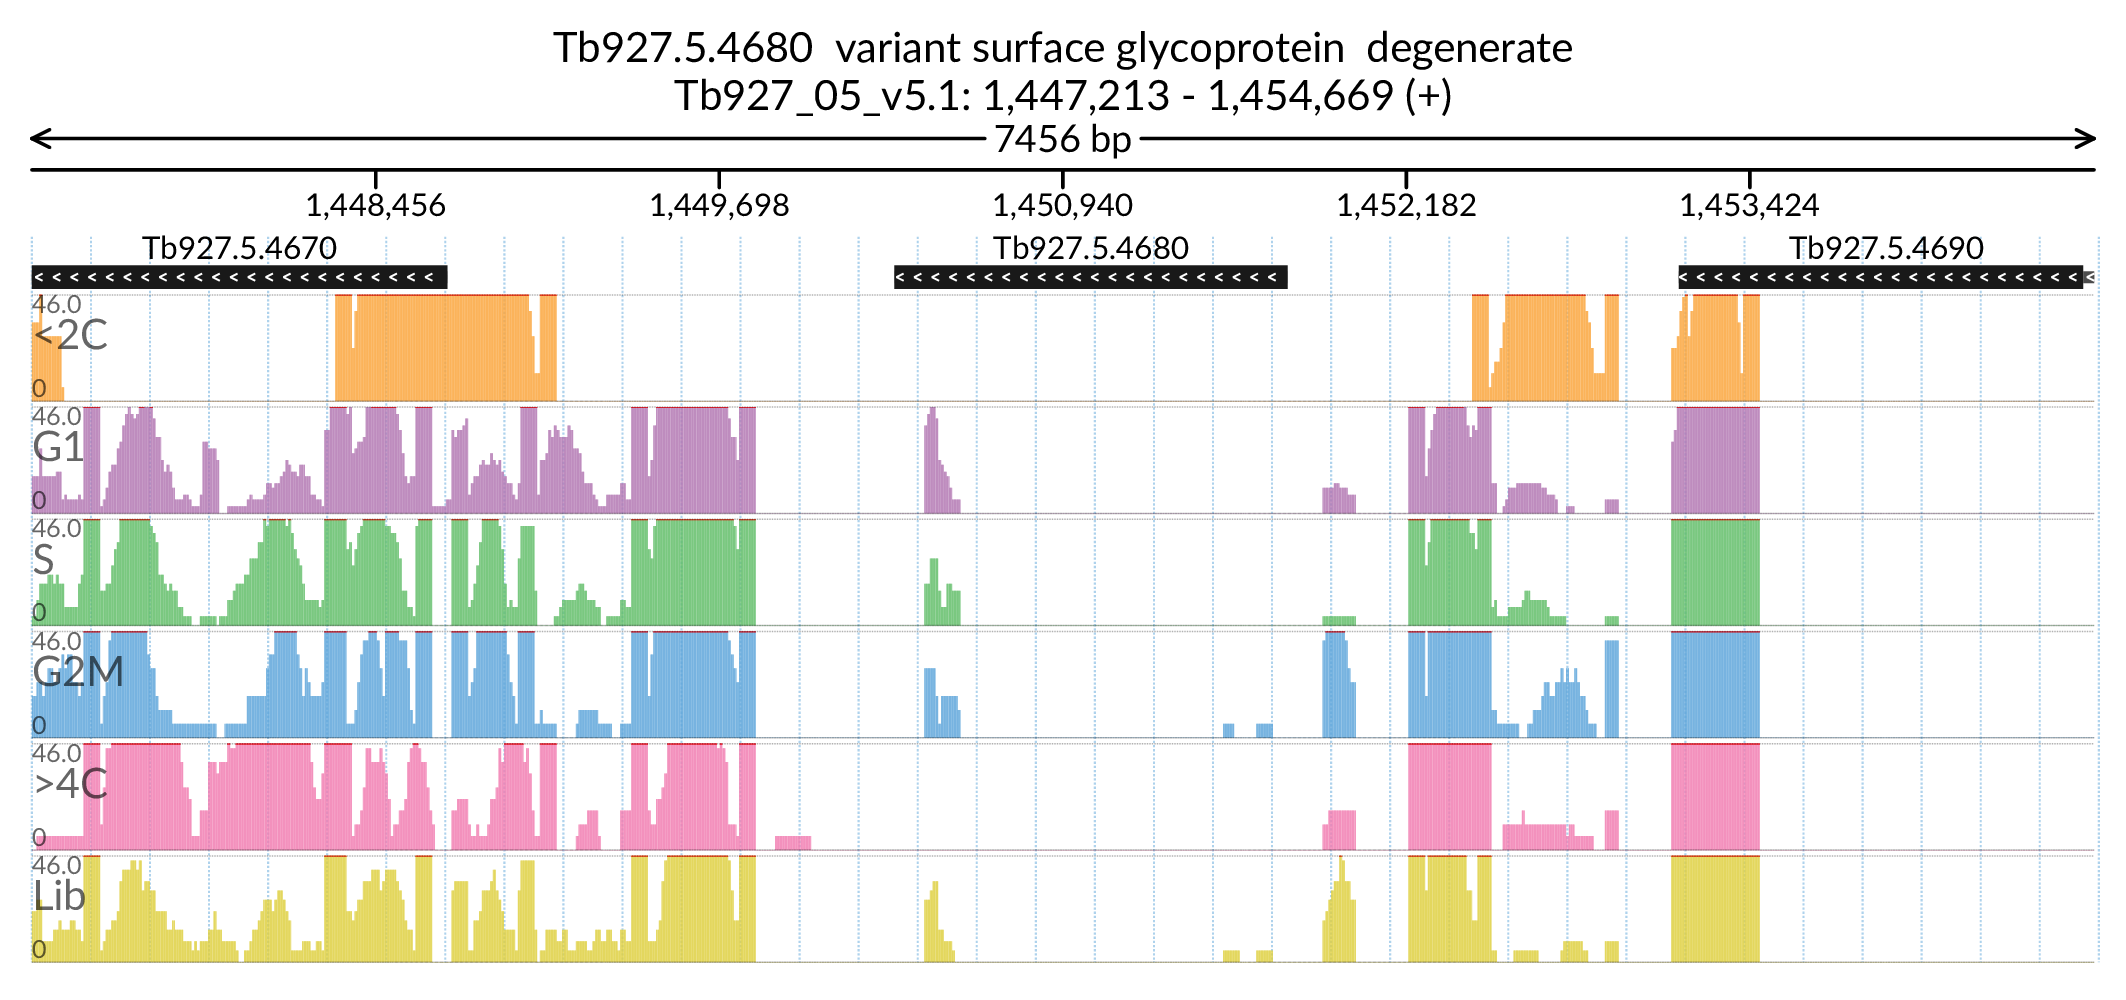 Tb927.5.4680  variant surface glycoprotein  degenerate
Tb927_05_v5.1: 1,447,213 - 1,454,669 (+)
7456 bp
1,448,456 1,449,698 1,450,940 1,452,182 1,453,424
Tb927.5.4670 Tb927.5.4680 Tb927.5.4690
46.0
<2C
0
46.0
G1
0
46.0
S
0
46.0
G2M
0
46.0
>4C
0
46.0
Lib
0